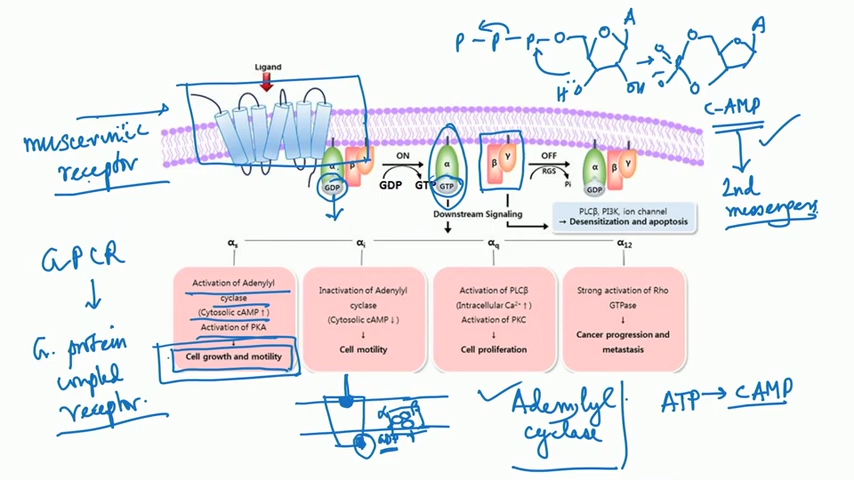 P - P - P - O
A
A
O
O
P
O
O
O
H Ö
OH
C-AMP
2nd
messengers
Ligand
muscerinic
receptor
α
β
γ
GDP
ON
GDP
GTP
α
GTP
β
γ
OFF
RGS
Pi
α
β
γ
GDP
Downstream Signaling
PLCβ, PI3K, ion channel
→ Desensitization and apoptosis
GPCR
G. protein
coupled
receptor.
αs
Activation of Adenylyl
cyclase
(Cytosolic cAMP ↑)
Activation of PKA
↓
Cell growth and motility
αi
Inactivation of Adenylyl
cyclase
(Cytosolic cAMP ↓)
↓
Cell motility
αq
Activation of PLCβ
(Intracellular Ca²⁺ ↑)
Activation of PKC
↓
Cell proliferation
α12
Strong activation of Rho
GTPase
↓
Cancer progression and
metastasis
Ademylyl
cyclase
ATP → cAMP
α
β
γ